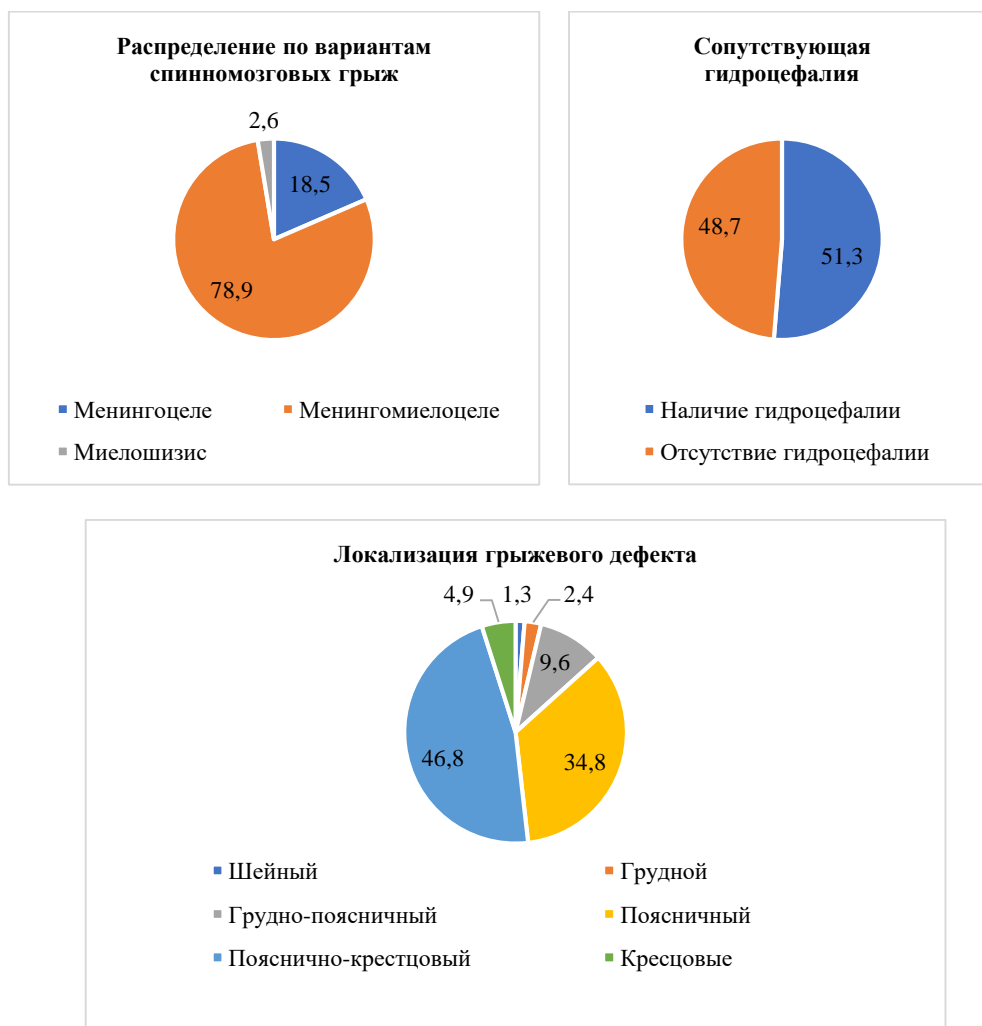 Распределение по вариантам
спинномозговых грыж
2,6
18,5
78,9
Менингоцеле
Менингомиелоцеле
Миелошизис
Сопутствующая
гидроцефалия
48,7
51,3
Наличие гидроцефалии
Отсутствие гидроцефалии
Локализация грыжевого дефекта
4,9 1,3 2,4
9,6
46,8
34,8
Шейный
Грудной
Грудно-поясничный
Поясничный
Пояснично-крестцовый
Кресцовые